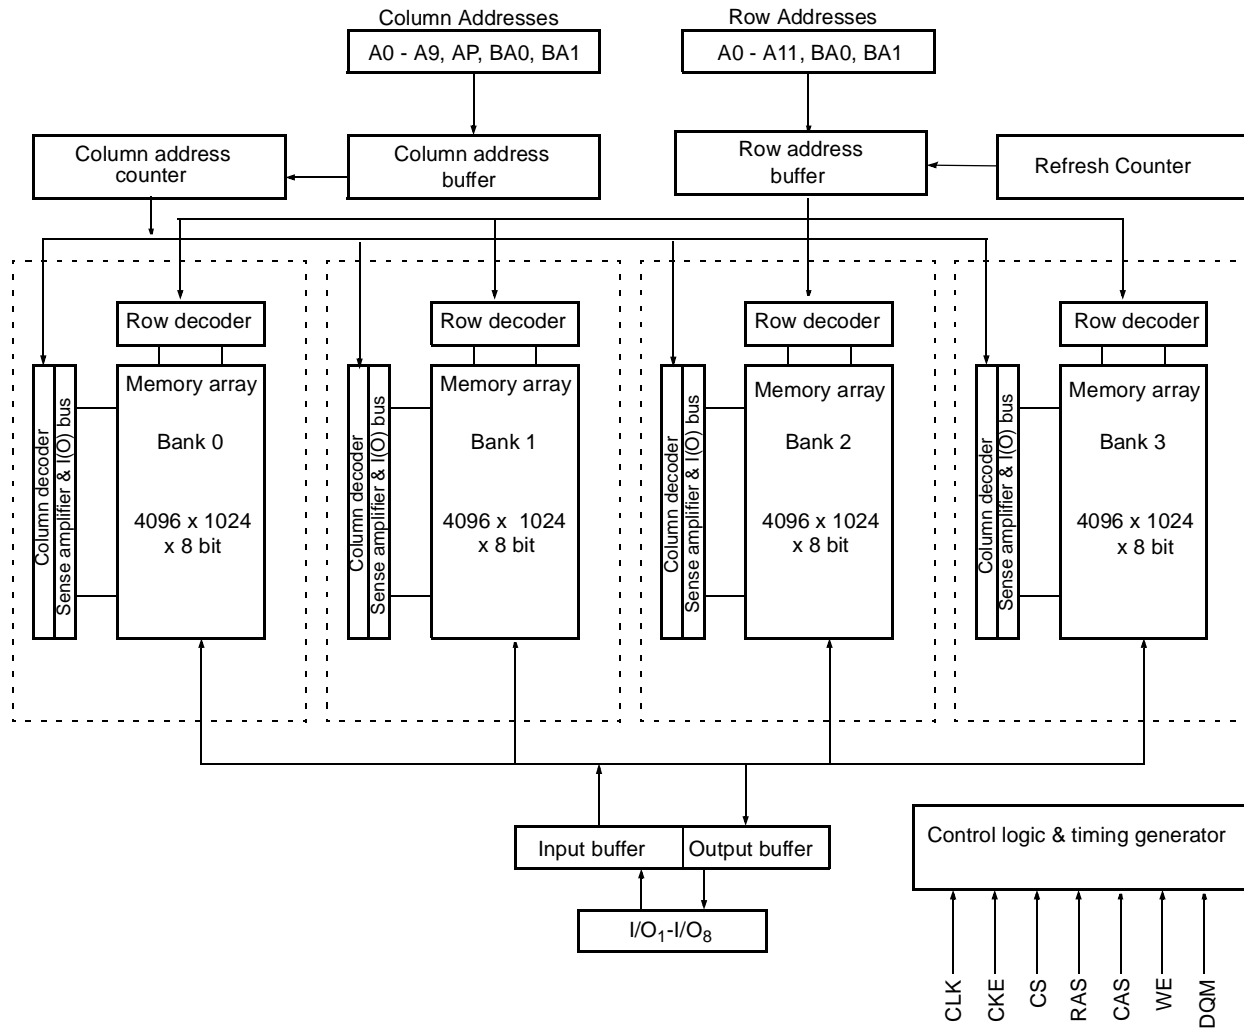 Column Addresses
Row Addresses
A0 - A9, AP, BA0, BA1
A0 - A11, BA0, BA1
Column address
counter
Column address
buffer
Row address
buffer
Refresh Counter
Row decoder
Row decoder
Row decoder
Row decoder
Column decoder
Sense amplifier & I(O) bus
Memory array
Bank 0
4096 x 1024
x 8 bit
Column decoder
Sense amplifier & I(O) bus
Memory array
Bank 1
4096 x 1024
x 8 bit
Column decoder
Sense amplifier & I(O) bus
Memory array
Bank 2
4096 x 1024
x 8 bit
Column decoder
Sense amplifier & I(O) bus
Memory array
Bank 3
4096 x 1024
x 8 bit
Input buffer
Output buffer
I/O1-I/O8
Control logic & timing generator
CLK
CKE
CS
RAS
CAS
WE
DQM